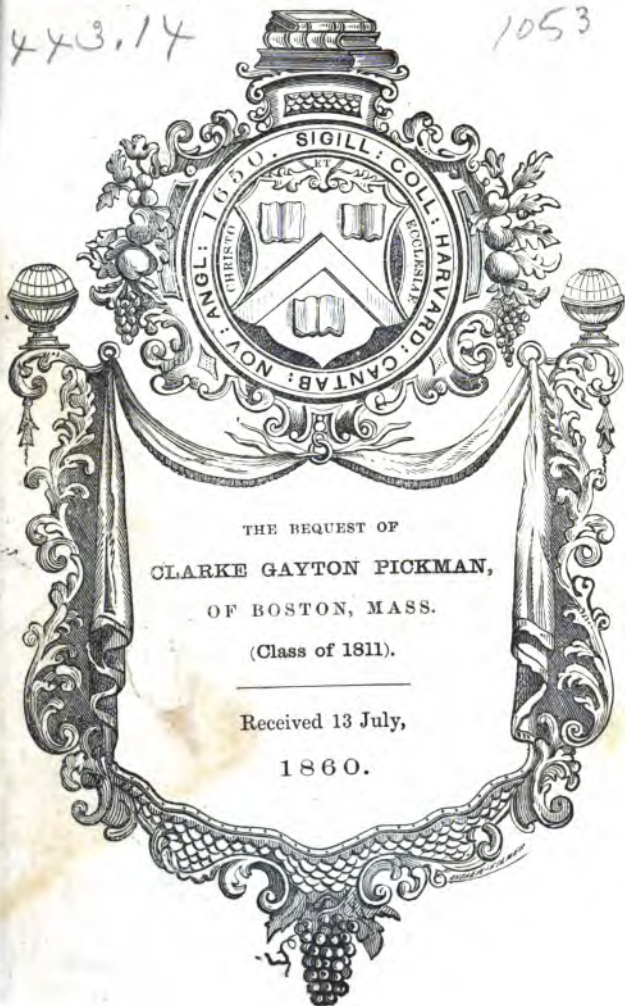 443.14
1053
SIGILL: COLL: HARVARD: CANTAB: NOV: ANGL: 1650.
CHRISTO
ET
ECCLESIAE
THE BEQUEST OF
CLARKE GAYTON PICKMAN,
OF BOSTON, MASS.
(Class of 1811).
Received 13 July,
1860.